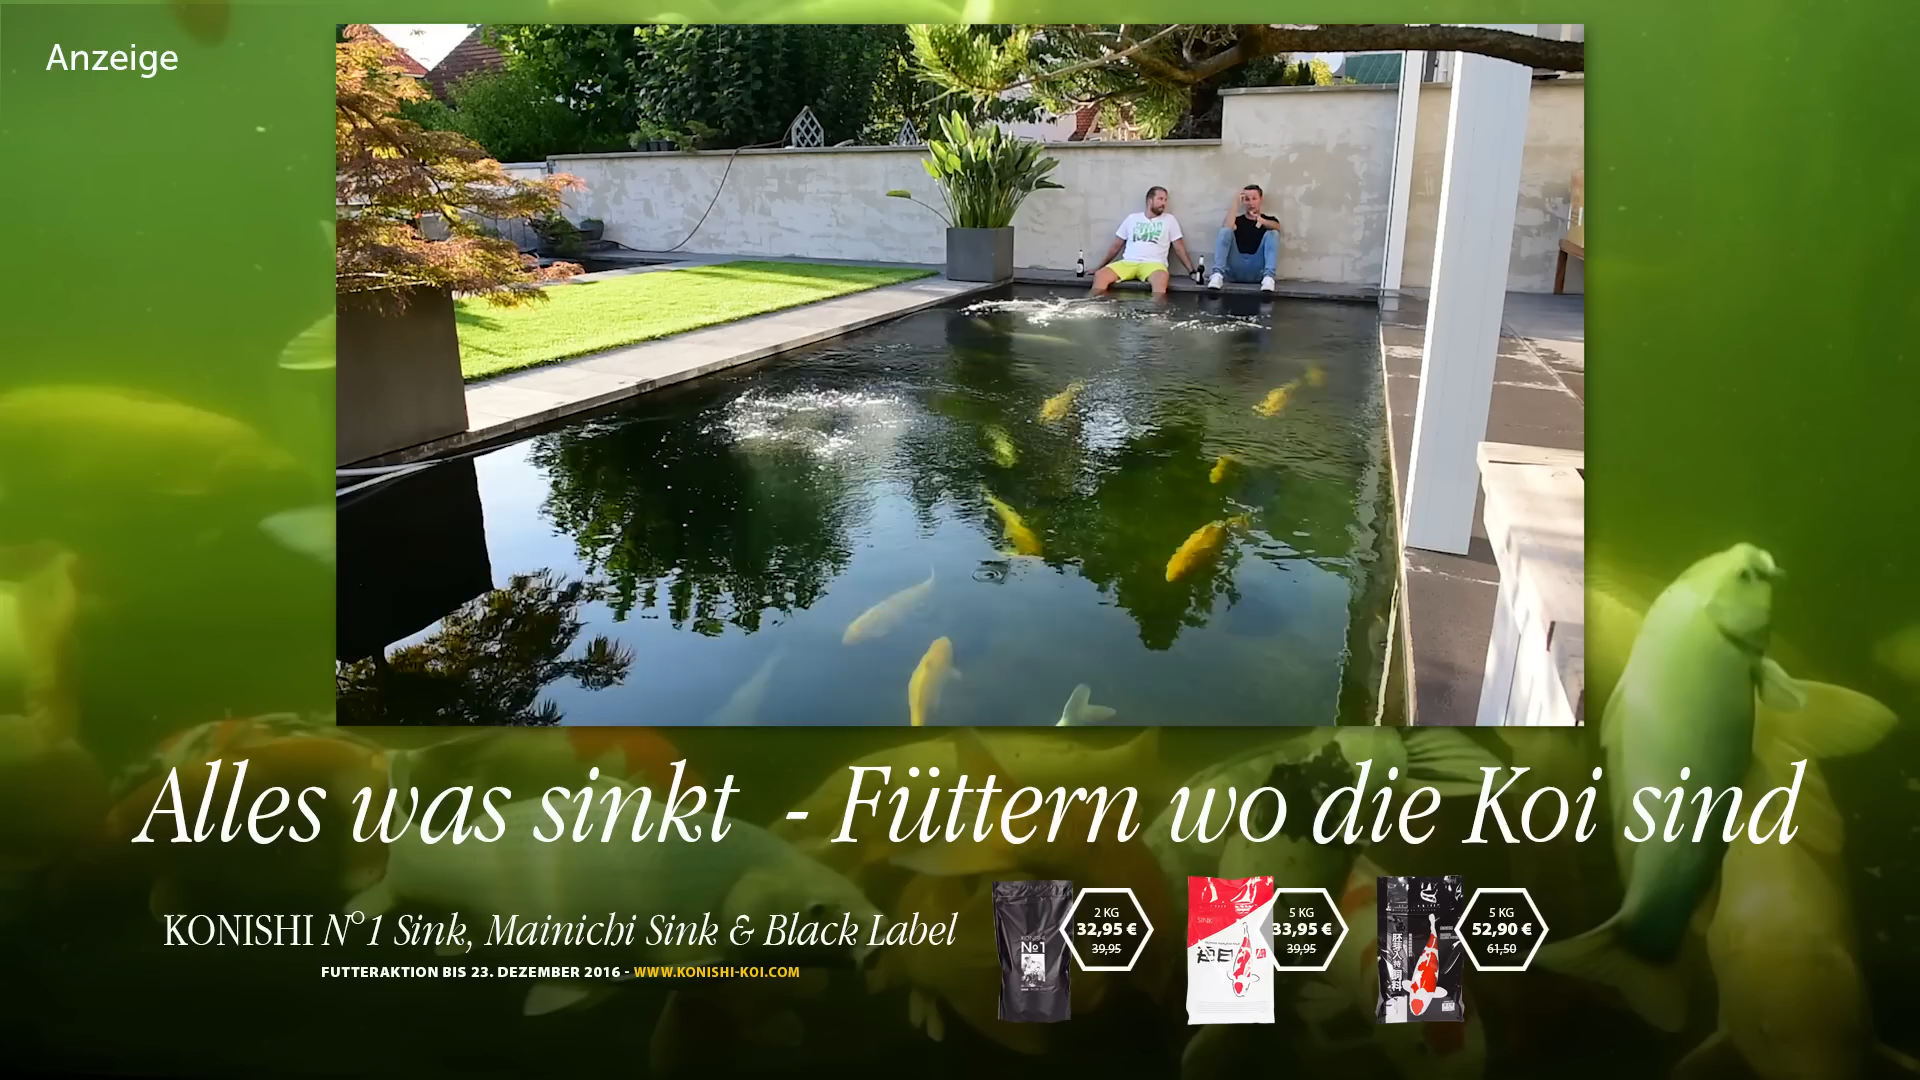 Anzeige
Alles was sinkt - Füttern wo die Koi sind
KONISHI N°1 Sink, Mainichi Sink & Black Label
FUTTERAKTION BIS 23. DEZEMBER 2016 - WWW.KONISHI-KOI.COM
2 KG
32,95 €
39,95
5 KG
33,95 €
39,95
5 KG
52,90 €
61,50
No1